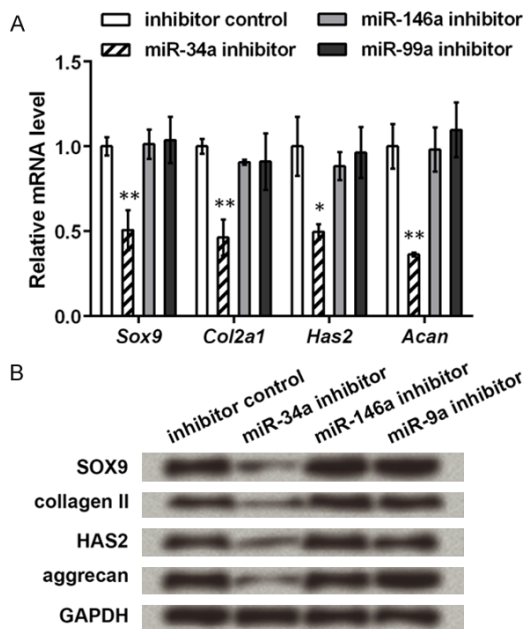 A
inhibitor control
miR-146a inhibitor
miR-34a inhibitor
miR-99a inhibitor
Relative mRNA level
1.5
1.0
0.5
0.0
**
**
*
**
Sox9
Col2a1
Has2
Acan
B
inhibitor control
miR-34a inhibitor
miR-146a inhibitor
miR-9a inhibitor
SOX9
collagen II
HAS2
aggrecan
GAPDH